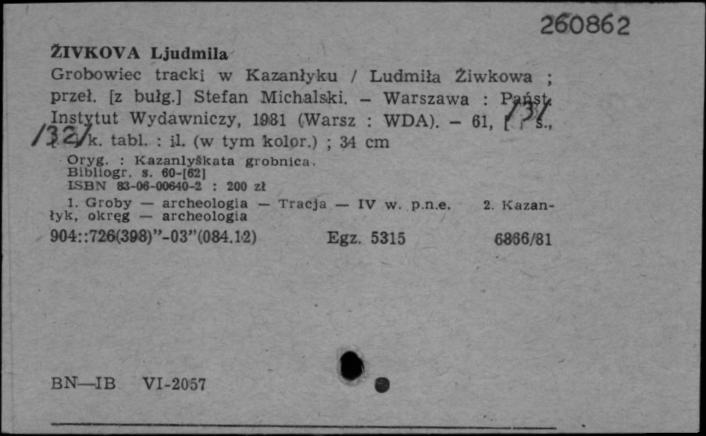 260862
ŽIVKOVA Ljudmila
Grobowiec tracki w Kazanłyku / Ludmiła Żiwkowa ;
przeł. [z bułg.] Stefan Michalski. — Warszawa : Państ.
Instytut Wydawniczy, 1981 (Warsz : WDA). — 61, [ s.,
/32/ k. tabl. : il. (w tym kolor.) ; 34 cm
Oryg. : Kazanlyškata grobnica.
Bibliogr. s. 60-[62]
ISBN 83-06-00640-2 : 200 zł
1. Groby — archeologia — Tracja — IV w. p.n.e. 2. Kazan-
łyk, okręg — archeologia
904::726(398)"-03"(084.12) Egz. 5315 6866/81
BN—IB VI-2057